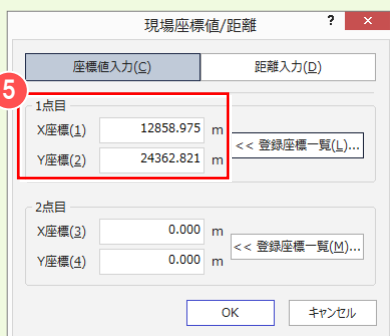 現場座標値/距離 ? ×
座標値入力(C) 距離入力(D)
5
1点目
X座標(1) 12858.975 m
<< 登録座標一覧(L)...
Y座標(2) 24362.821 m
2点目
X座標(3) 0.000 m
<< 登録座標一覧(M)...
Y座標(4) 0.000 m
OK キャンセル